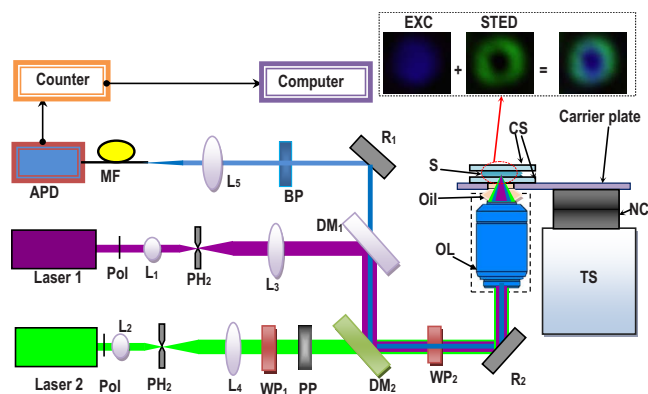 EXC STED
+ =
Counter
Computer
Carrier plate
CS
S
R1
MF
APD
L5
BP
Oil
NC
DM1
OL
Laser 1
Pol
L1
PH2
L3
TS
L2
Laser 2
Pol
PH2
L4
WP1
PP
DM2
WP2
R2